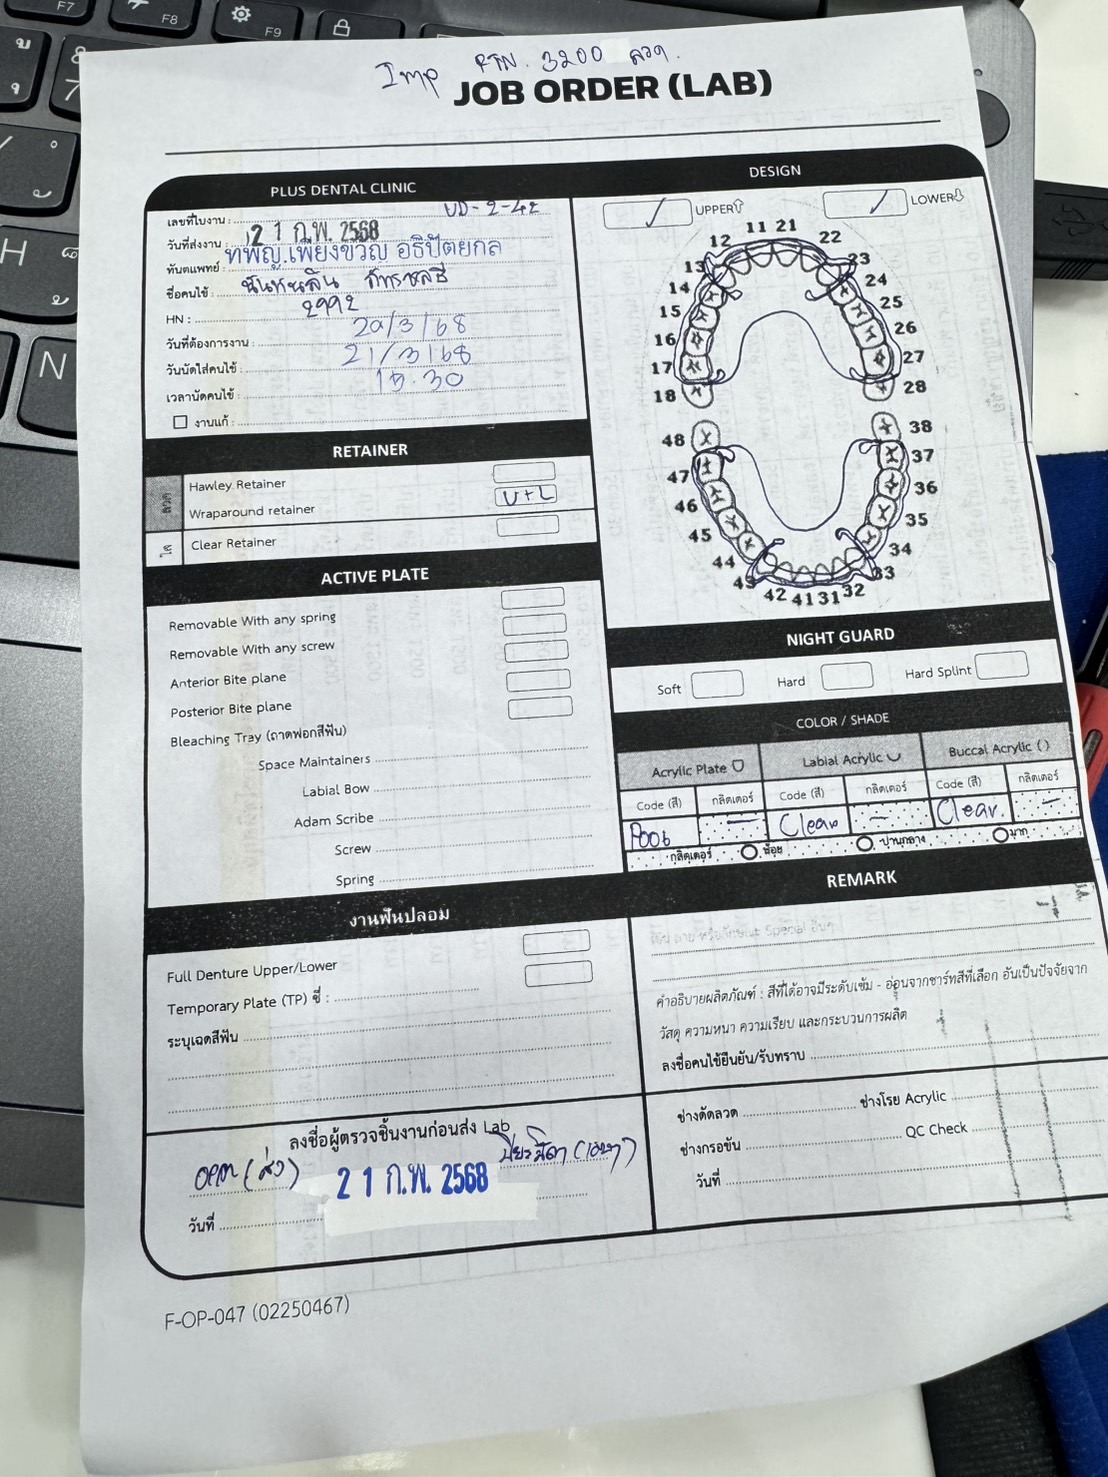 Imp RTN. 3200 ลวด.
JOB ORDER (LAB)
PLUS DENTAL CLINIC
เลขที่ใบงาน : UD-2-42
วันที่ส่งงาน : 21 ก.พ. 2568
ทันตแพทย์ : ทพญ.เพียงขวัญ อธิปัตยกุล
ชื่อคนไข้ :
HN : 2992
วันที่ต้องการงาน : 20/3/68
วันนัดใส่คนไข้ : 21/3/68
เวลานัดคนไข้ : 15.30
งานแก้ :
RETAINER
ลวด
Hawley Retainer
Wraparound retainer U+L
ใส
Clear Retainer
ACTIVE PLATE
Removable With any spring
Removable With any screw
Anterior Bite plane
Posterior Bite plane
Bleaching Tray (ถาดฟอกสีฟัน)
Space Maintainers
Labial Bow
Adam Scribe
Screw
Spring
งานฟันปลอม
Full Denture Upper/Lower
Temporary Plate (TP) ซี่ :
ระบุเฉดสีฟัน
ลงชื่อผู้ตรวจชิ้นงานก่อนส่ง Lab
21 ก.พ. 2568
วันที่
DESIGN
/ UPPER⇧ / LOWER⇩
11 21
12 22
13 23
14 24
15 25
16 26
17 27
18 28
48 38
47 37
46 36
45 35
44 34
43 33
42 41 31 32
NIGHT GUARD
Soft Hard Hard Splint
COLOR / SHADE
Acrylic Plate Labial Acrylic Buccal Acrylic ( )
Code (สี) กลิตเตอร์ Code (สี) กลิตเตอร์ Code (สี) กลิตเตอร์
P006 - Clear - Clear. -
กลิตเตอร์ น้อย ปานกลาง มาก
REMARK
คำอธิบายผลิตภัณฑ์ : สีที่ได้อาจมีระดับเข้ม - อ่อนจากชาร์ทสีที่เลือก อันเป็นปัจจัยจาก
วัสดุ ความหนา ความเรียบ และกระบวนการผลิต
ลงชื่อคนไข้ยืนยัน/รับทราบ
ช่างดัดลวด ช่างโรย Acrylic
ช่างกรอขัน QC Check
วันที่
F-OP-047 (02250467)